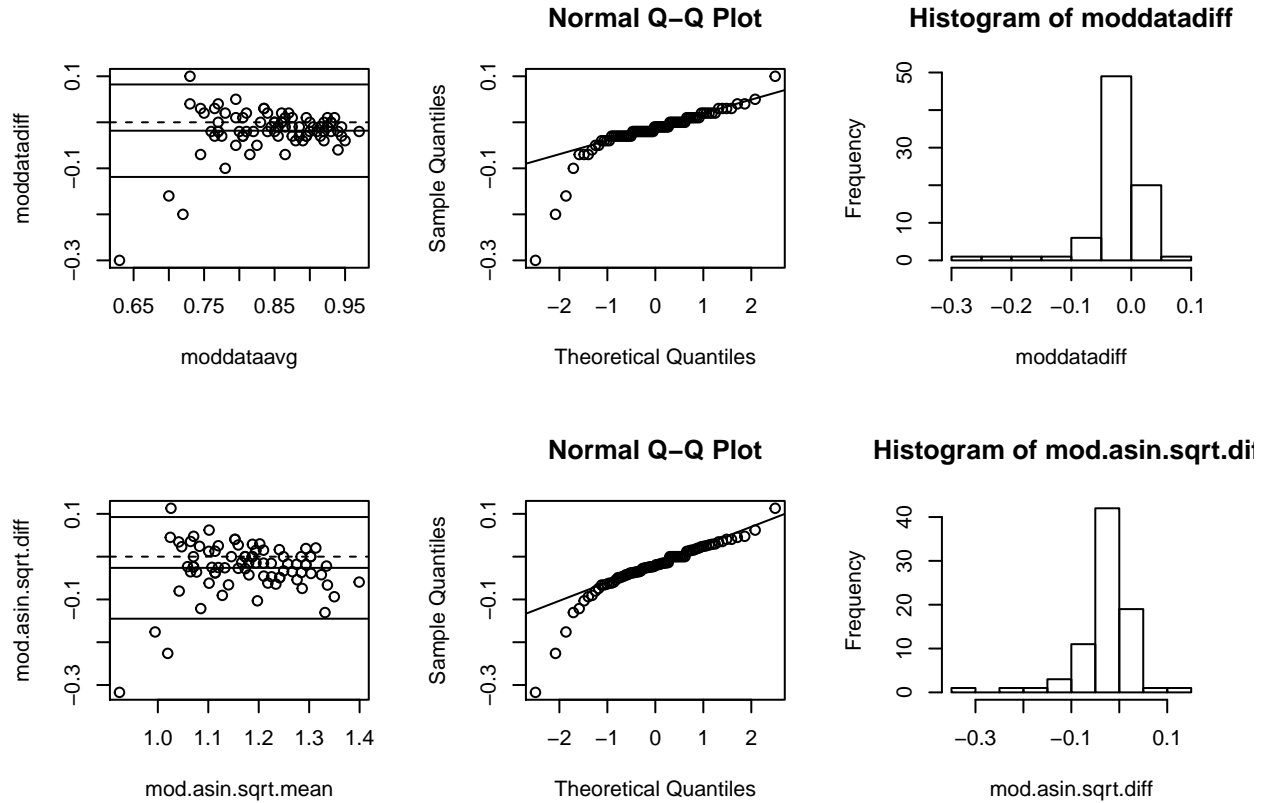 Normal Q−Q Plot
Histogram of moddatadiff
moddatadiff
0.1
−0.1
−0.3
0.65 0.75 0.85 0.95
moddataavg
Sample Quantiles
0.1
−0.1
−0.3
−2 −1 0 1 2
Theoretical Quantiles
Frequency
50
30
10
0
−0.3 −0.2 −0.1 0.0 0.1
moddatadiff
Normal Q−Q Plot
Histogram of mod.asin.sqrt.dif
mod.asin.sqrt.diff
0.1
−0.1
−0.3
1.0 1.1 1.2 1.3 1.4
mod.asin.sqrt.mean
Sample Quantiles
0.1
−0.1
−0.3
−2 −1 0 1 2
Theoretical Quantiles
Frequency
40
30
20
10
0
−0.3 −0.1 0.1
mod.asin.sqrt.diff